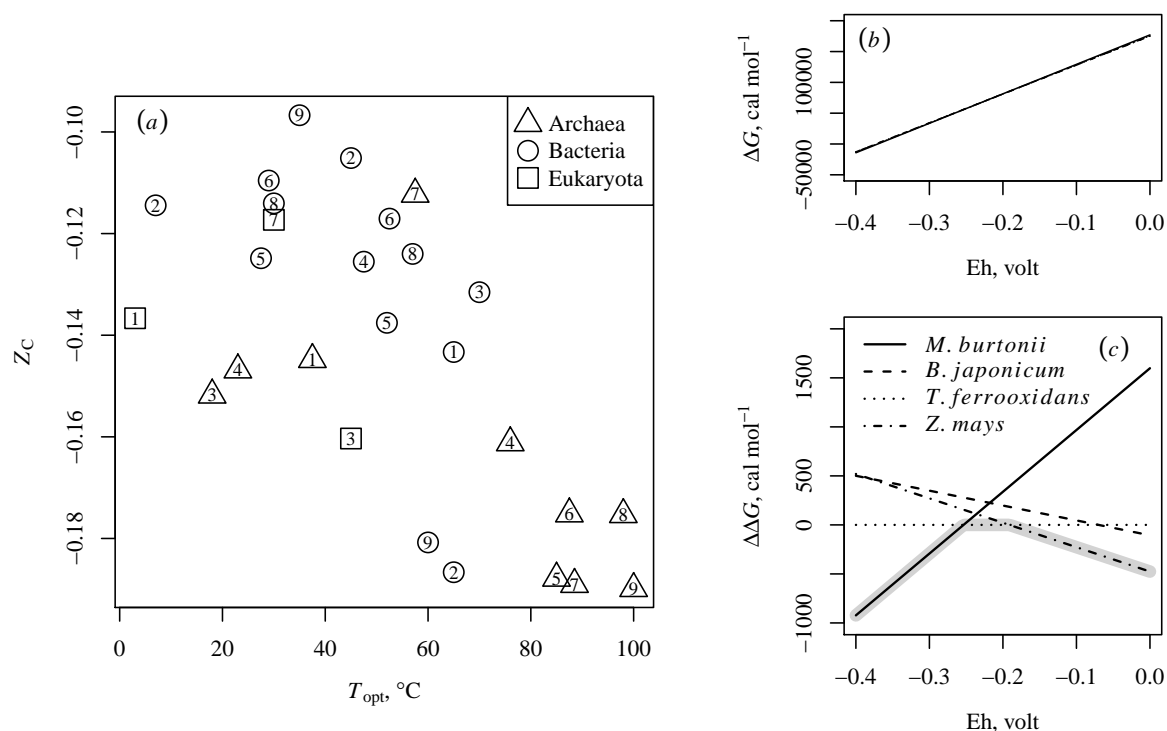 (a)
Archaea
Bacteria
Eukaryota
9
2
6
8
7
7
2
6
5
4
8
3
1
5
1
1
4
3
3
4
6
8
9
2
5
7
9
−0.10
−0.12
−0.14
−0.16
−0.18
Z_C
0 20 40 60 80 100
T_opt, °C
(b)
100000
−50000
ΔG, cal mol⁻¹
−0.4 −0.3 −0.2 −0.1 0.0
Eh, volt
(c)
M. burtonii
B. japonicum
T. ferrooxidans
Z. mays
1500
500
0
−1000
ΔΔG, cal mol⁻¹
−0.4 −0.3 −0.2 −0.1 0.0
Eh, volt